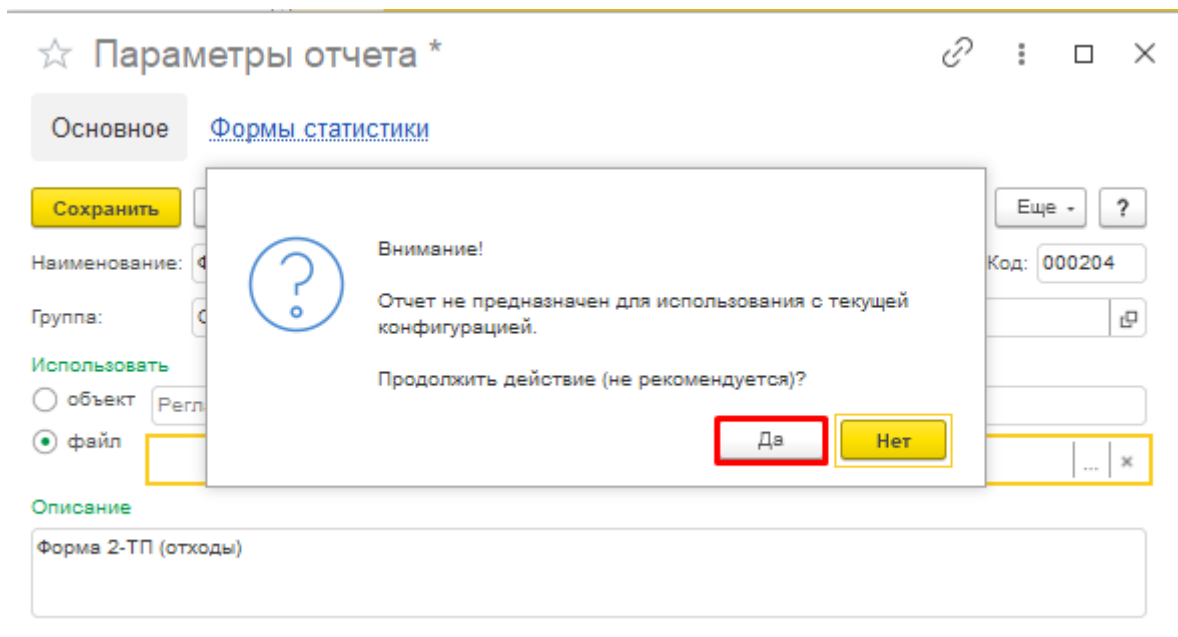 Параметры отчета *
Основное Формы статистики
Сохранить Еще ?
Наименование: Код: 000204
Группа:
Использовать
объект
файл ...
Внимание!
Отчет не предназначен для использования с текущей
конфигурацией.
Продолжить действие (не рекомендуется)?
Да Нет
Описание
Форма 2-ТП (отходы)